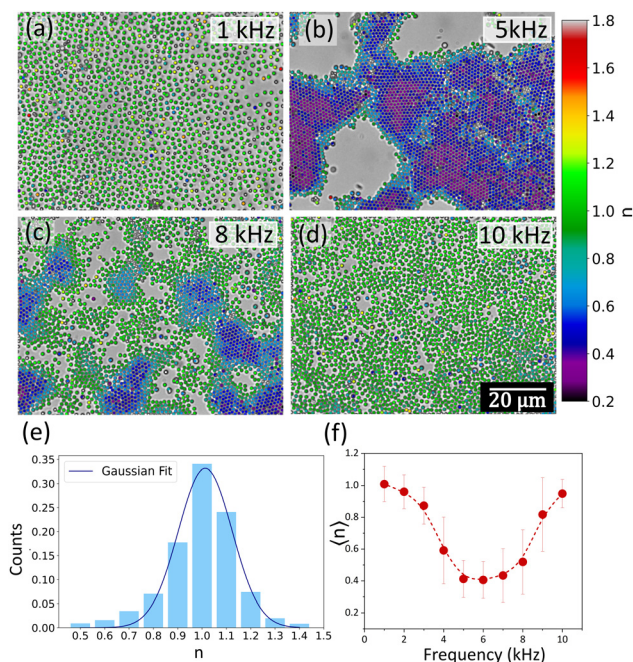 (a)
1 kHz
(b)
5kHz
(c)
8 kHz
(d)
10 kHz
20 μm
1.8
1.6
1.4
1.2
1.0
0.8
0.6
0.4
0.2
n
(e)
Gaussian Fit
0.35
0.30
0.25
0.20
0.15
0.10
0.05
0.00
Counts
0.5 0.6 0.7 0.8 0.9 1.0 1.1 1.2 1.3 1.4 1.5
n
(f)
1.2
1.0
0.8
0.6
0.4
⟨n⟩
0 2 4 6 8 10
Frequency (kHz)